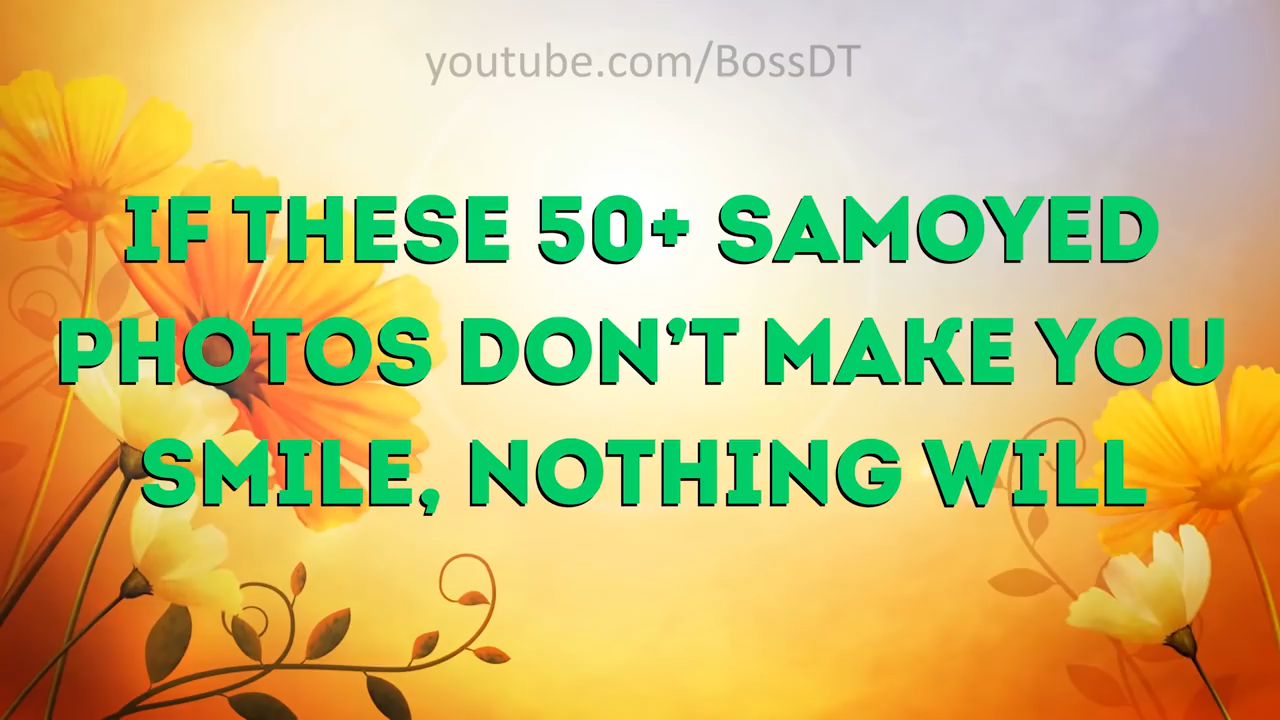 youtube.com/BossDT
IF THESE 50+ SAMOYED
PHOTOS DON’T MAKE YOU
SMILE, NOTHING WILL